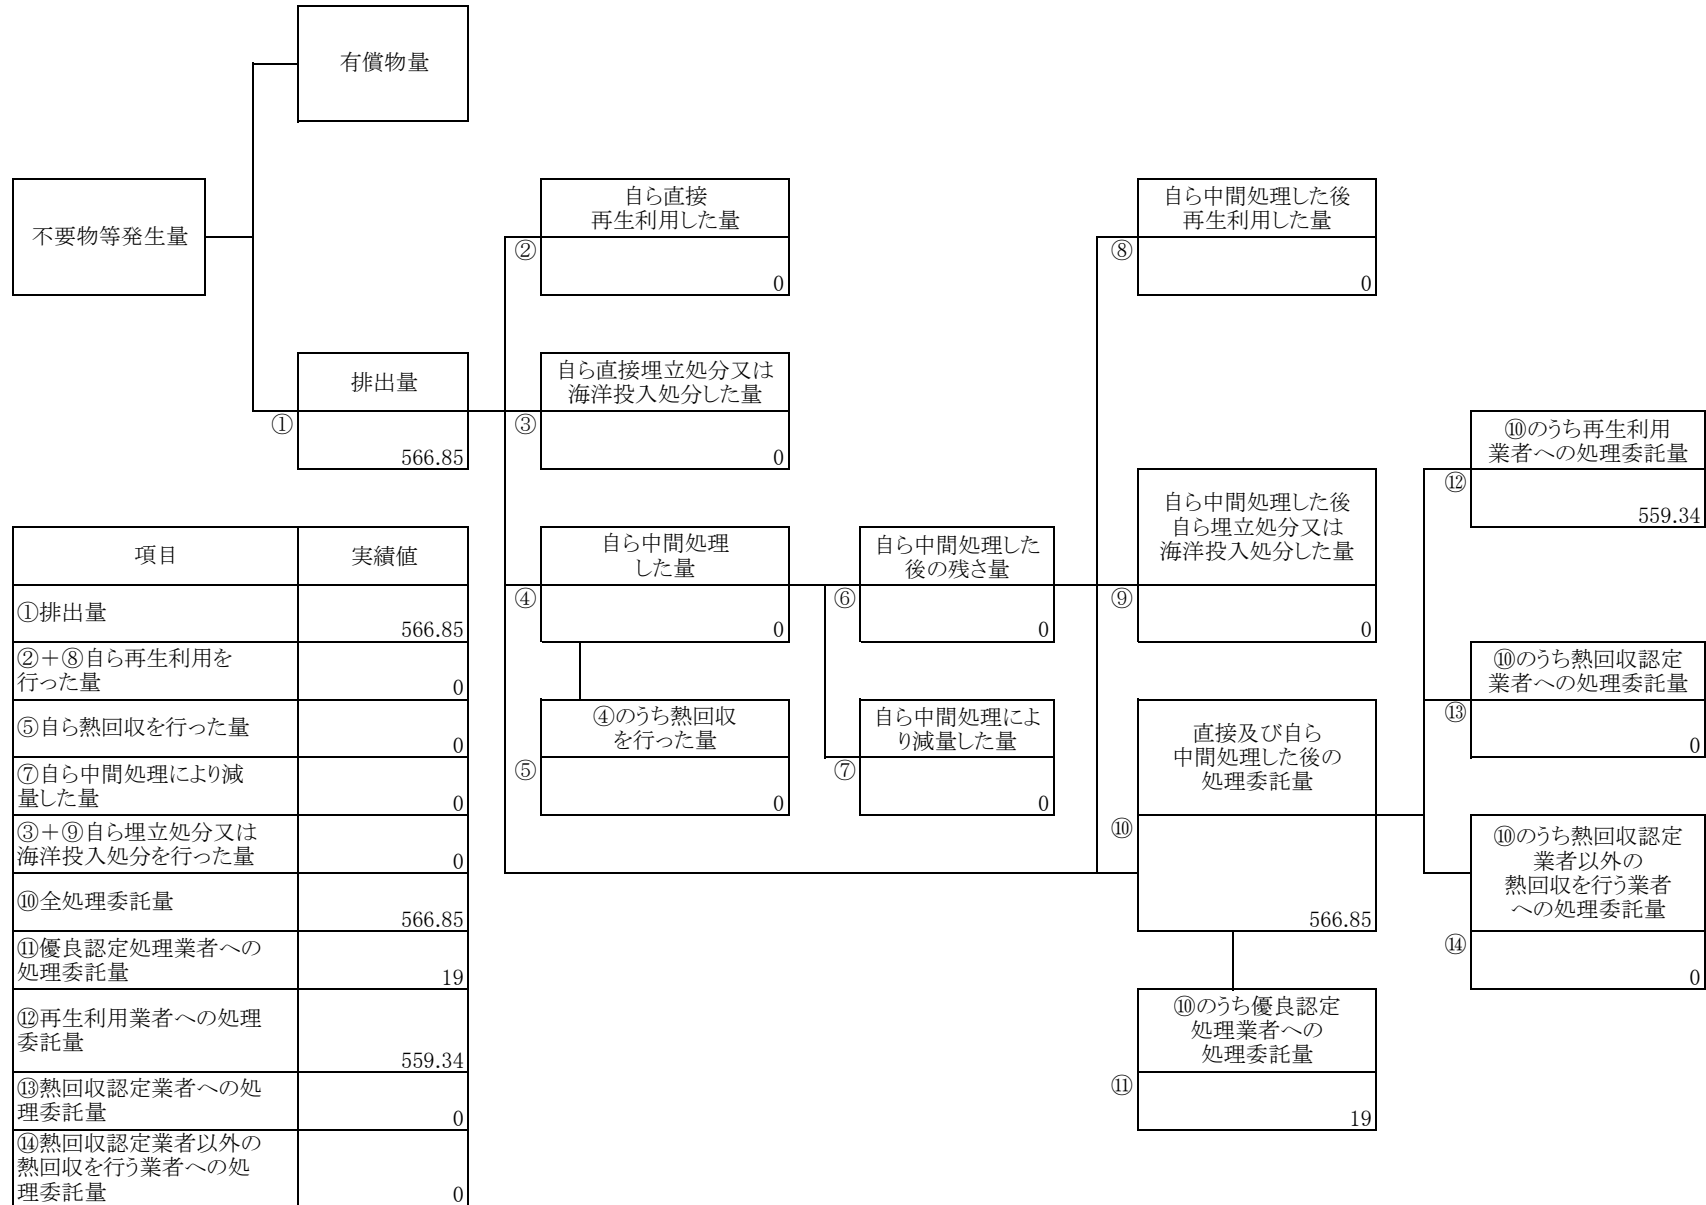 有償物量
不要物等発生量
排出量
①
566.85
自ら直接
再生利用した量
②
0
自ら直接埋立処分又は
海洋投入処分した量
③
0
自ら中間処理
した量
④
0
④のうち熱回収
を行った量
⑤
0
自ら中間処理した
後の残さ量
⑥
0
自ら中間処理によ
り減量した量
⑦
0
自ら中間処理した後
再生利用した量
⑧
0
自ら中間処理した後
自ら埋立処分又は
海洋投入処分した量
⑨
0
直接及び自ら
中間処理した後の
処理委託量
⑩
566.85
⑩のうち優良認定
処理業者への
処理委託量
⑪
19
⑩のうち再生利用
業者への処理委託量
⑫
559.34
⑩のうち熱回収認定
業者への処理委託量
⑬
0
⑩のうち熱回収認定
業者以外の
熱回収を行う業者
への処理委託量
⑭
0
項目 実績値
①排出量
566.85
②＋⑧自ら再生利用を
行った量
0
⑤自ら熱回収を行った量
0
⑦自ら中間処理により減
量した量
0
③＋⑨自ら埋立処分又は
海洋投入処分を行った量
0
⑩全処理委託量
566.85
⑪優良認定処理業者への
処理委託量
19
⑫再生利用業者への処理
委託量
559.34
⑬熱回収認定業者への処
理委託量
0
⑭熱回収認定業者以外の
熱回収を行う業者への処
理委託量
0